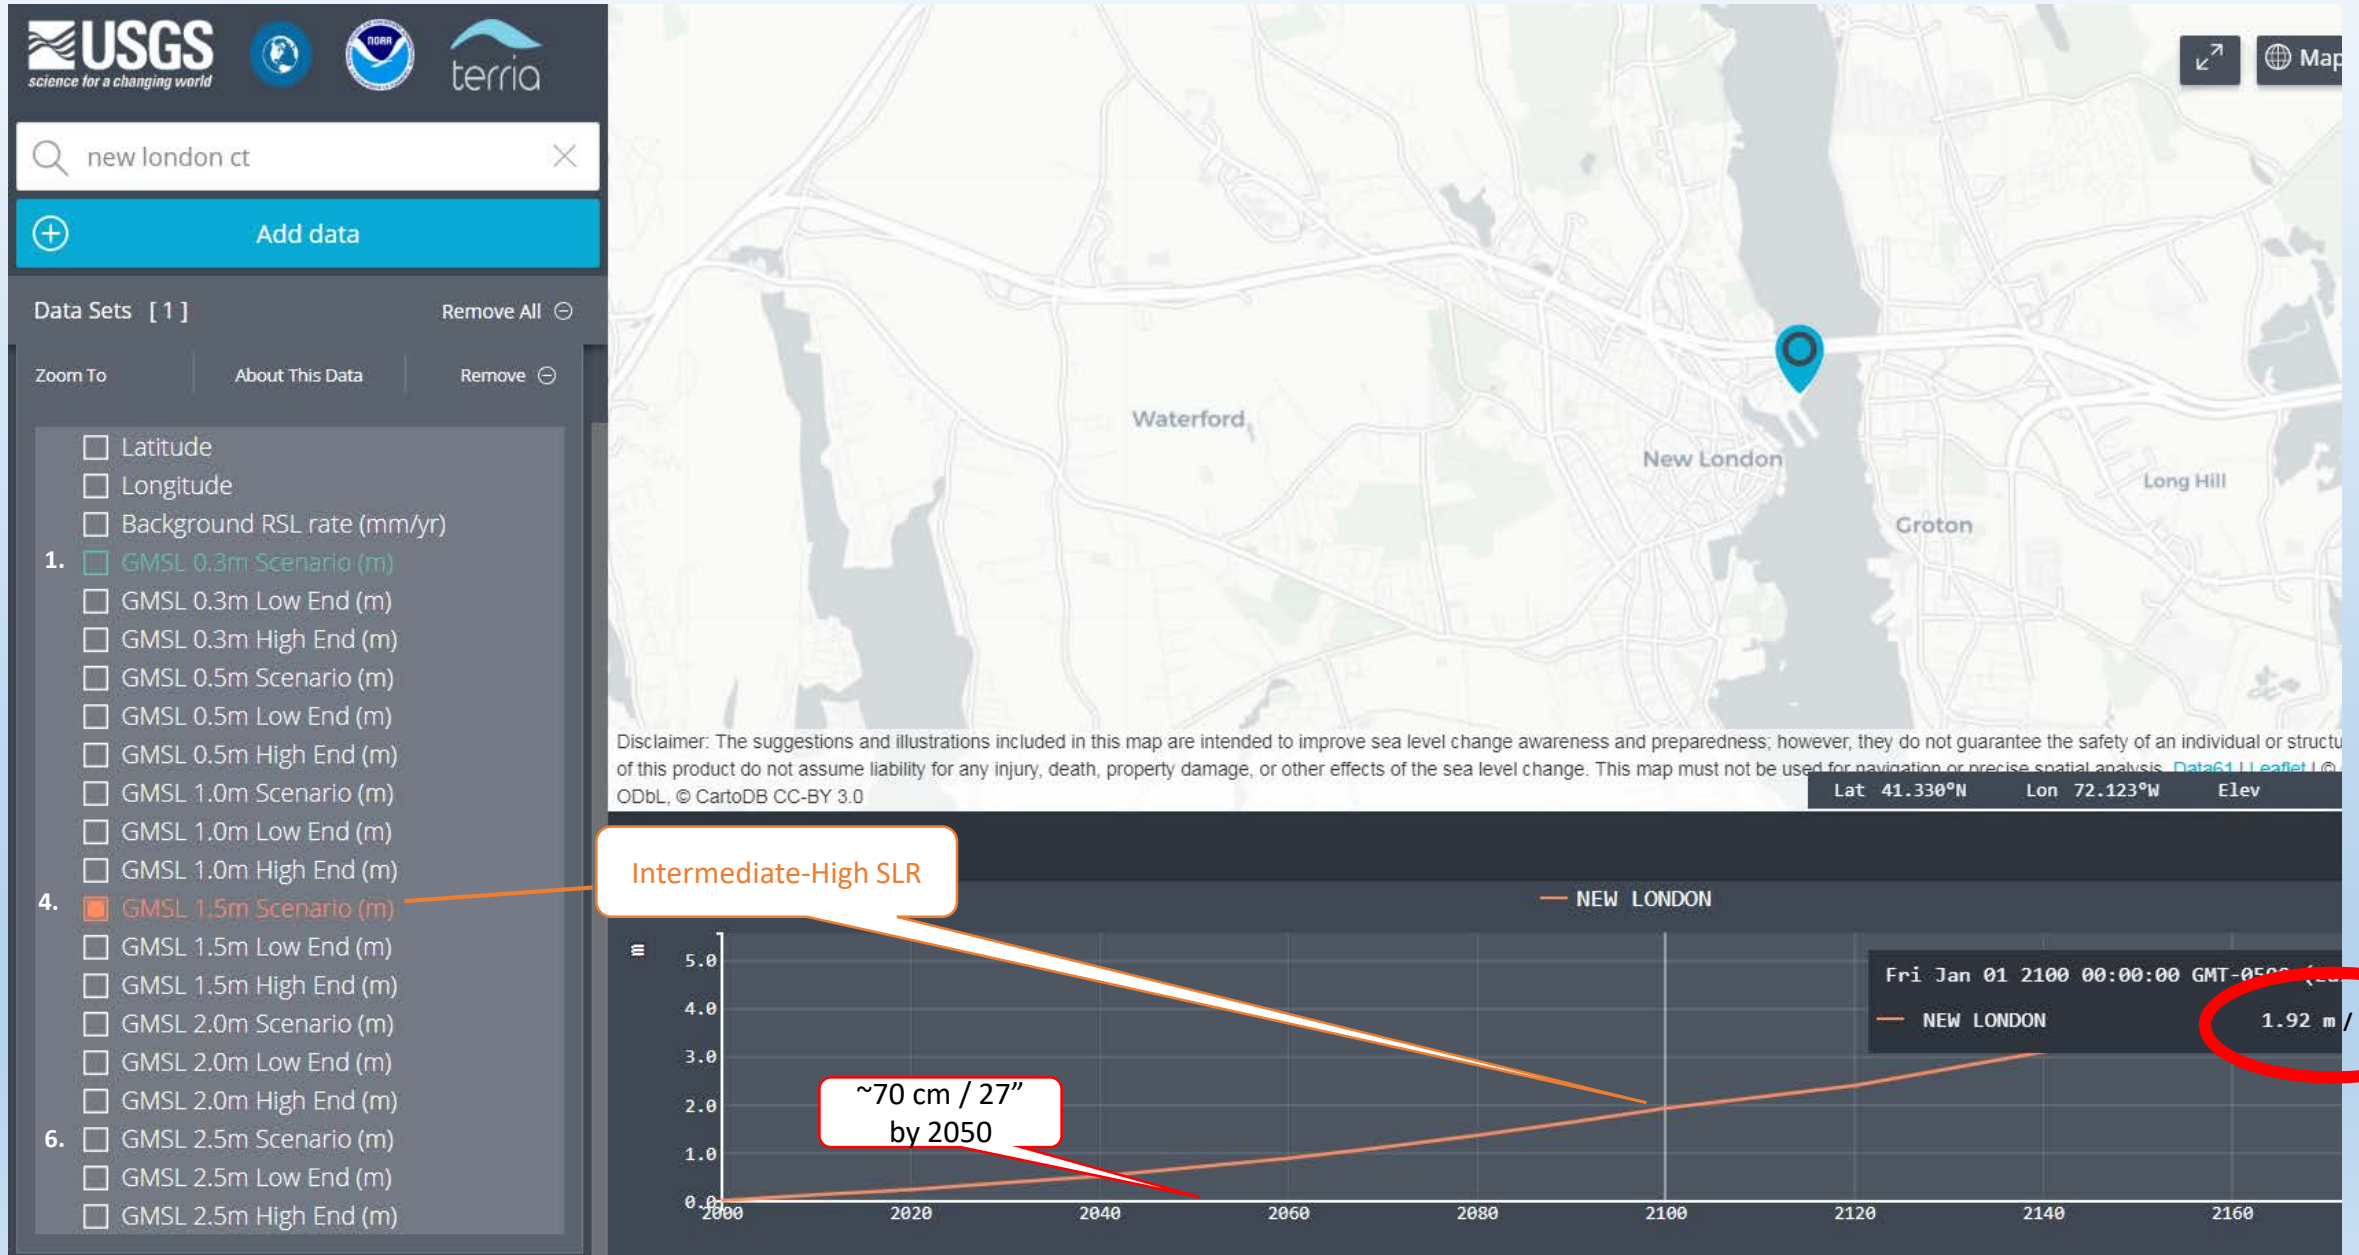 USGS
science for a changing world
NOAA
terria
Map
new london ct
Add data
Data Sets [1]
Remove All
Zoom To
About This Data
Remove
Latitude
Longitude
Background RSL rate (mm/yr)
1. GMSL 0.3m Scenario (m)
GMSL 0.3m Low End (m)
GMSL 0.3m High End (m)
GMSL 0.5m Scenario (m)
GMSL 0.5m Low End (m)
GMSL 0.5m High End (m)
GMSL 1.0m Scenario (m)
GMSL 1.0m Low End (m)
GMSL 1.0m High End (m)
4. GMSL 1.5m Scenario (m)
GMSL 1.5m Low End (m)
GMSL 1.5m High End (m)
GMSL 2.0m Scenario (m)
GMSL 2.0m Low End (m)
GMSL 2.0m High End (m)
6. GMSL 2.5m Scenario (m)
GMSL 2.5m Low End (m)
GMSL 2.5m High End (m)
Waterford
New London
Long Hill
Groton
Disclaimer: The suggestions and illustrations included in this map are intended to improve sea level change awareness and preparedness; however, they do not guarantee the safety of an individual or structu
of this product do not assume liability for any injury, death, property damage, or other effects of the sea level change. This map must not be used for navigation or precise spatial analysis. Data61 | Leaflet | ©
ODbL, © CartoDB CC-BY 3.0
Lat 41.330°N Lon 72.123°W Elev
Intermediate-High SLR
NEW LONDON
m
5.0
4.0
3.0
2.0
1.0
0.0
Fri Jan 01 2100 00:00:00
NEW LONDON 1.92 m /
~70 cm / 27”
by 2050
2000 2020 2040 2060 2080 2100 2120 2140 2160